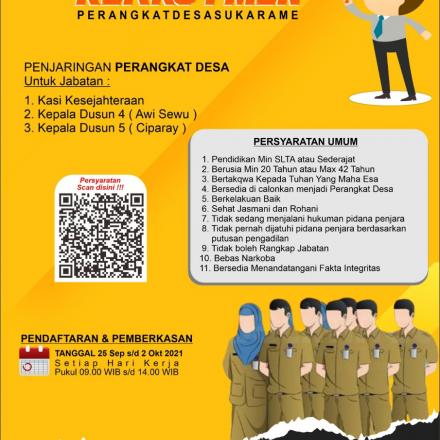 REKRUTMEN
PERANGKATDESASUKARAME
PENJARINGAN PERANGKAT DESA
Untuk Jabatan :
1. Kasi Kesejahteraan
2. Kepala Dusun 4 ( Awi Sewu )
3. Kepala Dusun 5 ( Ciparay )
Persyaratan
Scan disini !!!
PERSYARATAN UMUM
1. Pendidikan Min SLTA atau Sederajat
2. Berusia Min 20 Tahun atau Max 42 Tahun
3. Bertakqwa Kepada Tuhan Yang Maha Esa
4. Bersedia di calonkan menjadi Perangkat Desa
5. Berkelakuan Baik
6. Sehat Jasmani dan Rohani
7. Tidak sedang menjalani hukuman pidana penjara
8. Tidak pernah dijatuhi pidana penjara berdasarkan
putusan pengadilan
9. Tidak boleh Rangkap Jabatan
10. Bebas Narkoba
11. Bersedia Menandatangani Fakta Integritas
PENDAFTARAN & PEMBERKASAN
TANGGAL 25 Sep s/d 2 Okt 2021
Setiap Hari Kerja
Pukul 09.00 WIB s/d 14.00 WIB